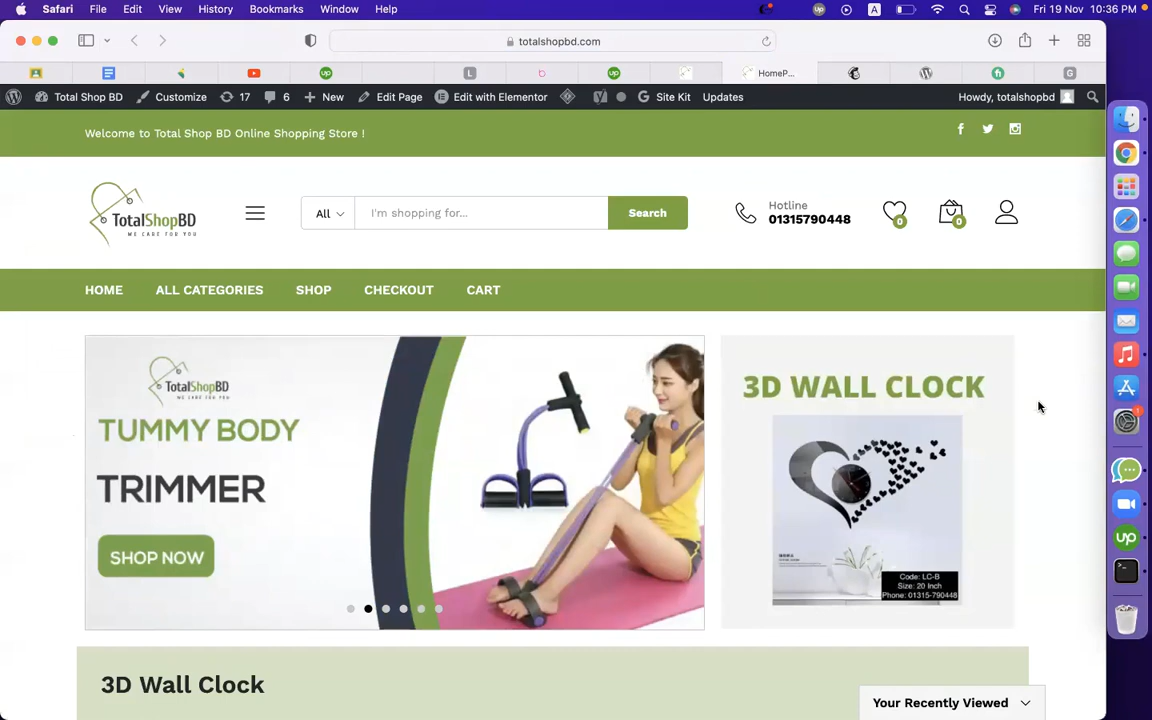 Safari File Edit View History Bookmarks Window Help
A
Fri 19 Nov 10:36 PM
totalshopbd.com
HomeP...
Total Shop BD Customize 17 6 New Edit Page Edit with Elementor Site Kit Updates
Howdy, totalshopbd
Welcome to Total Shop BD Online Shopping Store !
TotalShopBD
WE CARE FOR YOU
All
I'm shopping for...
Search
Hotline
01315790448
0
0
HOME ALL CATEGORIES SHOP CHECKOUT CART
TotalShopBD
WE CARE FOR YOU
TUMMY BODY
TRIMMER
SHOP NOW
3D WALL CLOCK
Code: LC-B
Size: 20 Inch
Phone: 01315-790448
3D Wall Clock
Your Recently Viewed